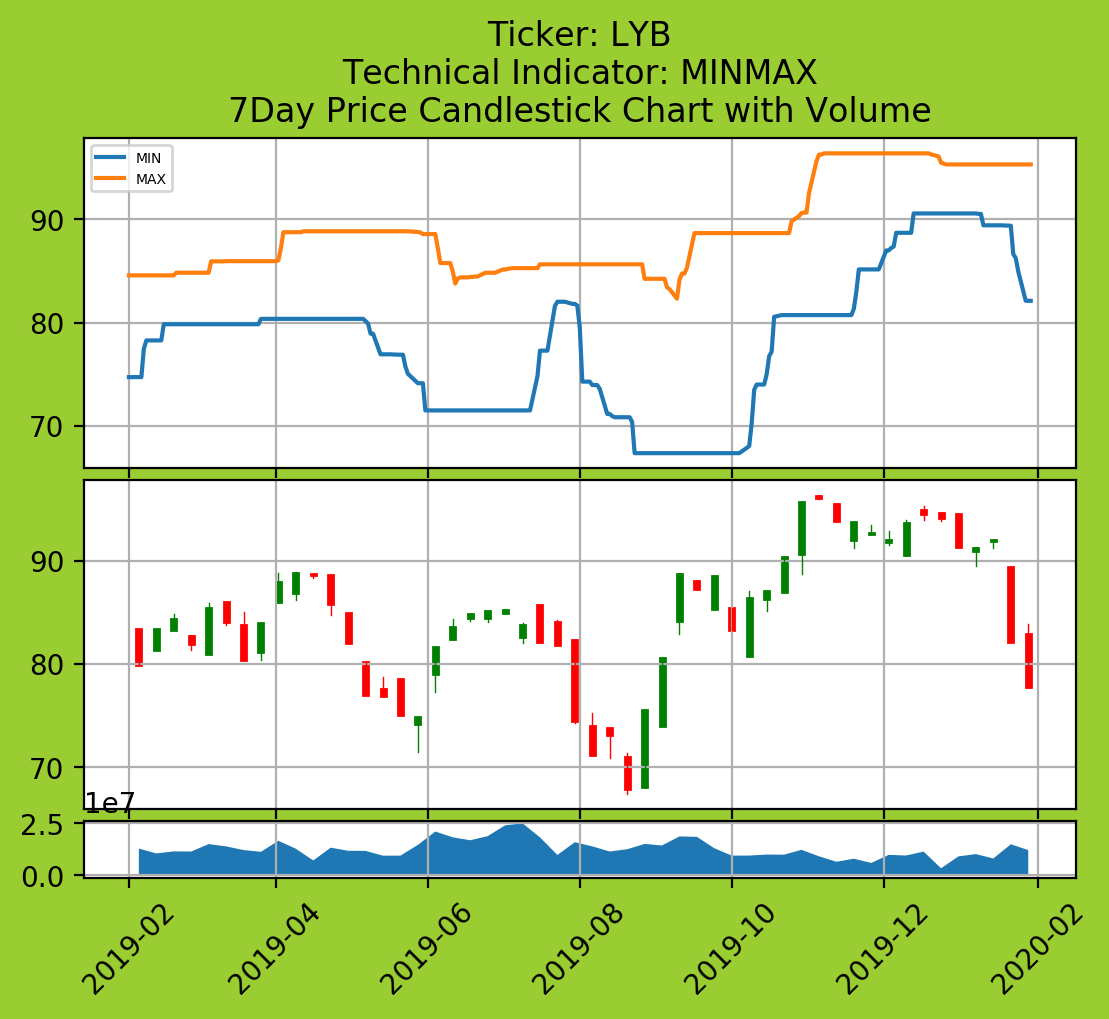 Ticker: LYB
Technical Indicator: MINMAX
7Day Price Candlestick Chart with Volume
MIN
MAX
90
80
70
90
80
70
1e7
2.5
0.0
2019-02
2019-04
2019-06
2019-08
2019-10
2019-12
2020-02